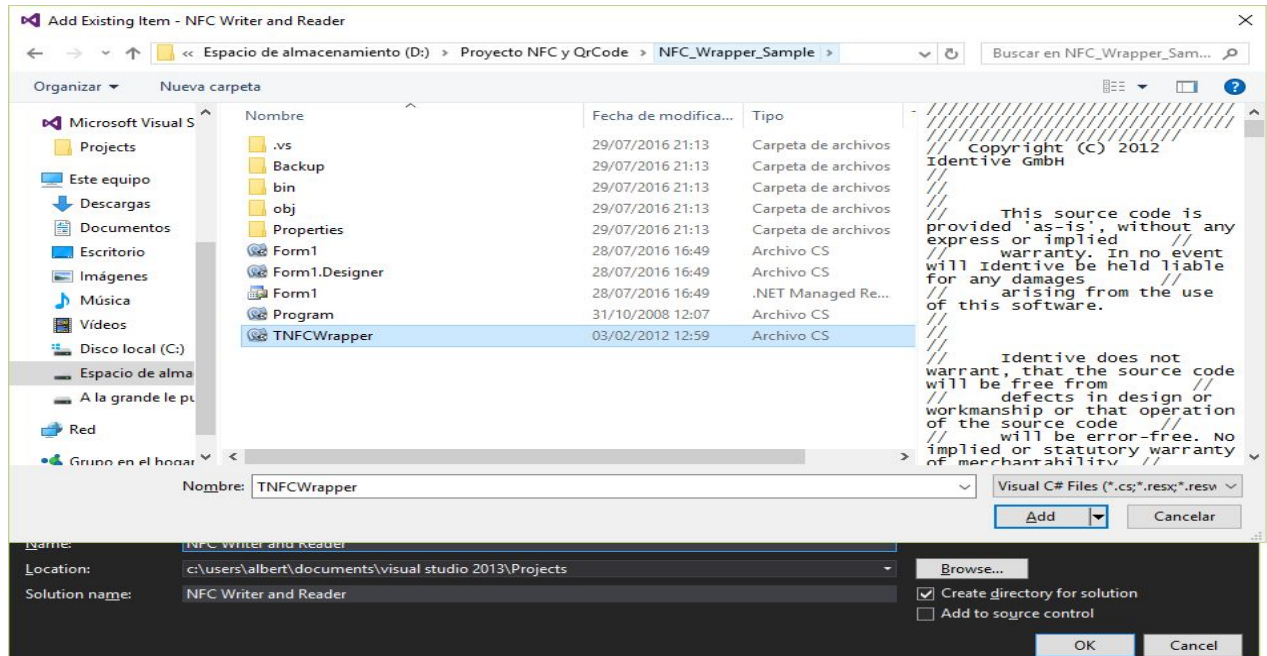 Add Existing Item - NFC Writer and Reader
« Espacio de almacenamiento (D:) > Proyecto NFC y QrCode > NFC_Wrapper_Sample >
Buscar en NFC_Wrapper_Sam...
Organizar
Nueva carpeta
Microsoft Visual S
Projects
Este equipo
Descargas
Documentos
Escritorio
Imágenes
Música
Vídeos
Disco local (C:)
Espacio de alma
A la grande le pu
Red
Grupo en el hogar
Nombre Fecha de modifica... Tipo
.vs 29/07/2016 21:13 Carpeta de archivos
Backup 29/07/2016 21:13 Carpeta de archivos
bin 29/07/2016 21:13 Carpeta de archivos
obj 29/07/2016 21:13 Carpeta de archivos
Properties 29/07/2016 21:13 Carpeta de archivos
Form1 28/07/2016 16:49 Archivo CS
Form1.Designer 28/07/2016 16:49 Archivo CS
Form1 28/07/2016 16:49 .NET Managed Re...
Program 31/10/2008 12:07 Archivo CS
TNFCWrapper 03/02/2012 12:59 Archivo CS
////////////////////////////
////////////////////////////
///////////////////////
// Copyright (C) 2012
Identive GmbH
//
//
//
// This source code is
provided 'as-is', without any
express or implied //
// warranty. In no event
will Identive be held liable
for any damages //
// arising from the use
of this software.
//
//
//
// Identive does not
warrant, that the source code
will be free from //
// defects in design or
workmanship or that operation
of the source code //
// will be error-free. No
implied or statutory warranty
of merchantability //
Nombre: TNFCWrapper
Visual C# Files (*.cs;*.resx;*.resw
Add
Cancelar
Name: NFC Writer and Reader
Location: c:\users\albert\documents\visual studio 2013\Projects
Browse...
Solution name: NFC Writer and Reader
Create directory for solution
Add to source control
OK
Cancel